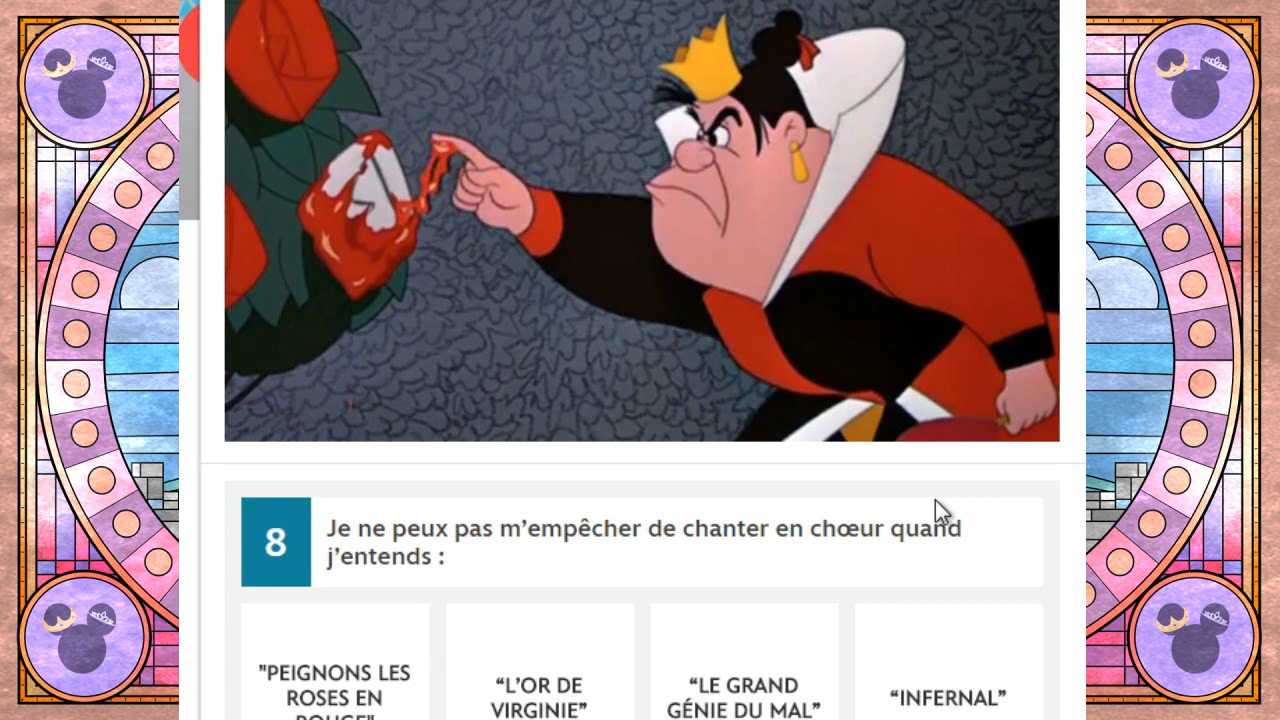 8
Je ne peux pas m’empêcher de chanter en chœur quand
j’entends :
"PEIGNONS LES
ROSES EN
ROUGE"
“L’OR DE
VIRGINIE”
“LE GRAND
GÉNIE DU MAL”
“INFERNAL”